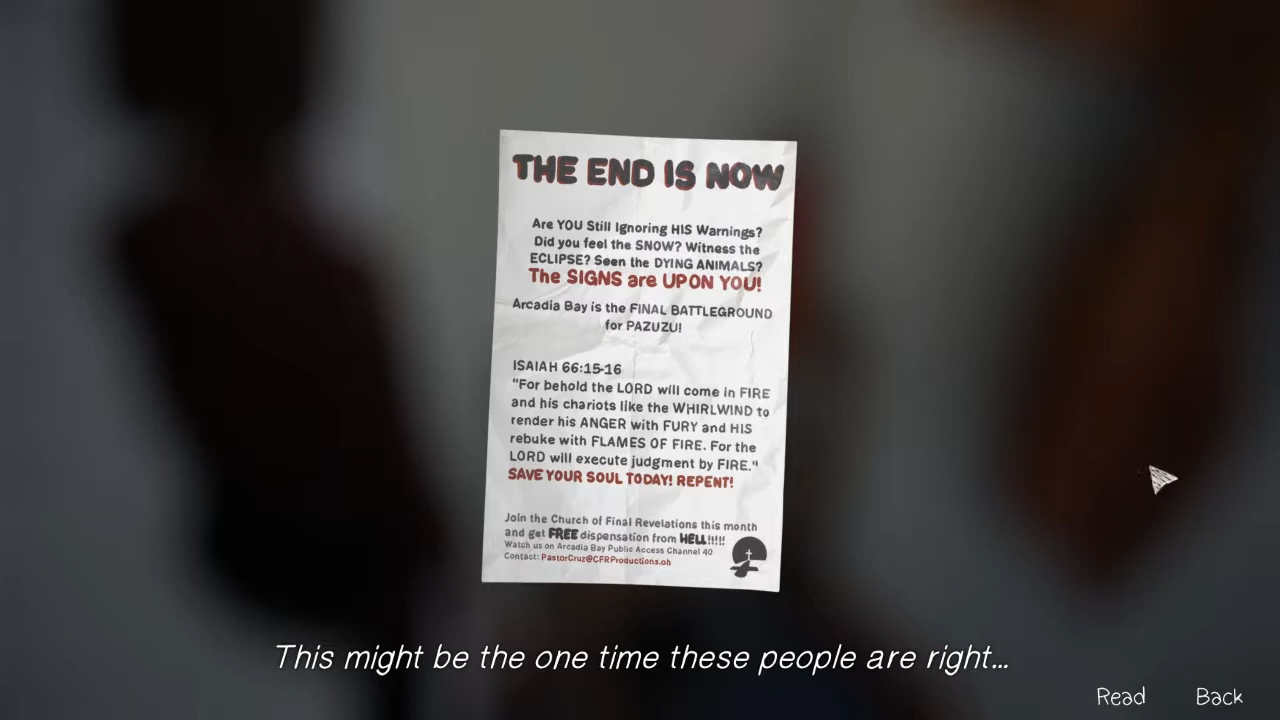 THE END IS NOW
Are YOU Still Ignoring HIS Warnings?
Did you feel the SNOW? Witness the
ECLIPSE? Seen the DYING ANIMALS?
The SIGNS are UPON YOU!
Arcadia Bay is the FINAL BATTLEGROUND
for PAZUZU!
ISAIAH 66:15-16
"For behold the LORD will come in FIRE
and his chariots like the WHIRLWIND to
render his ANGER with FURY and HIS
rebuke with FLAMES OF FIRE. For the
LORD will execute judgment by FIRE."
SAVE YOUR SOUL TODAY! REPENT!
Join the Church of Final Revelations this month
and get FREE dispensation from HELL!!!!!
Watch us on Arcadia Bay Public Access Channel 40
Contact: PastorCruz@CFRProductions.oh
This might be the one time these people are right...
Read Back